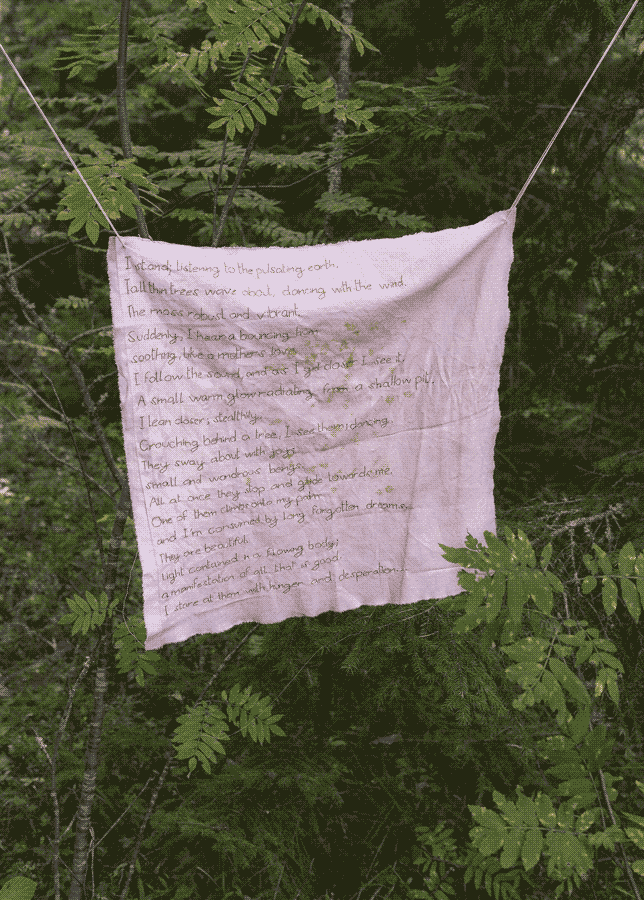 I stand, listening to the pulsating earth.
Tall thin trees wave about, dancing with the wind.
The moss robust and vibrant.
Suddenly, I hear a bouncing hum
soothing, like a mothers love.
I follow the sound, and as I get closer I see it,
A small warm glow radiating from a shallow pit.
I lean closer; stealthily.
Crouching behind a tree, I see them; dancing.
They sway about with joy;
small and wondrous beings.
All at once they stop and glide towards me.
One of them climbs onto my palm
and I'm consumed by long forgotten dreams.
They are beautiful.
Light contained in a flowing body;
a manifestation of all that is good.
I stare at them with hunger and desperation...